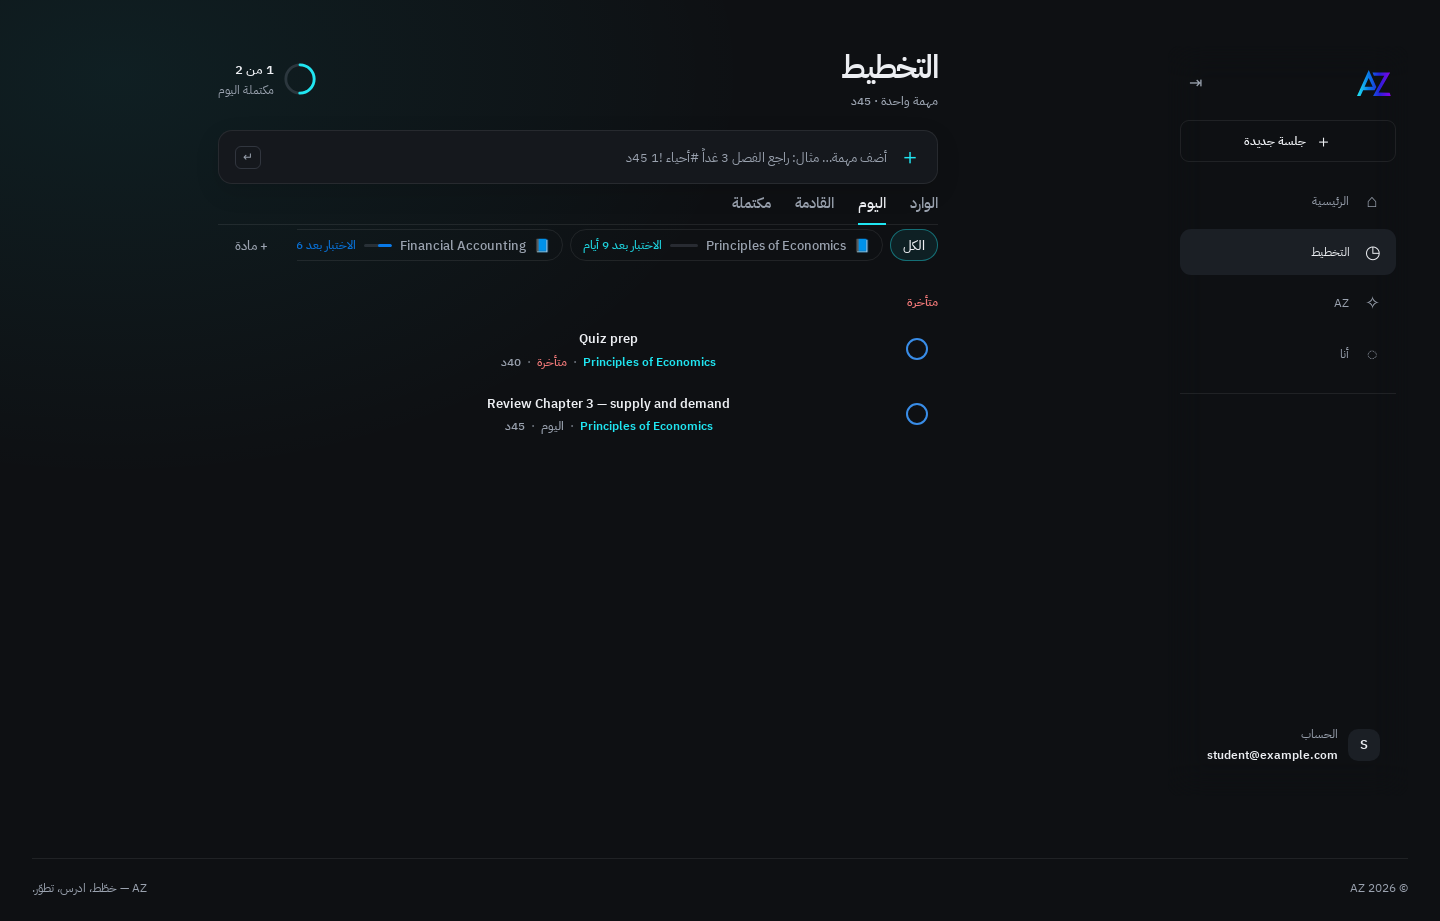 AZ
جلسة جديدة +
الرئيسية
التخطيط
AZ
أنا
الحساب
S
student@example.com
التخطيط
مهمة واحدة · 45د
1 من 2
مكتملة اليوم
+ أضف مهمة... مثال: راجع الفصل 3 غداً #أحياء !1 45د
الوارد اليوم القادمة مكتملة
الكل Principles of Economics الاختبار بعد 9 أيام Financial Accounting الاختبار بعد 6 + مادة
متأخرة
Quiz prep
Principles of Economics · متأخرة · 40د
Review Chapter 3 — supply and demand
Principles of Economics · اليوم · 45د
© 2026 AZ
AZ — خطّط، ادرس، تطوّر.